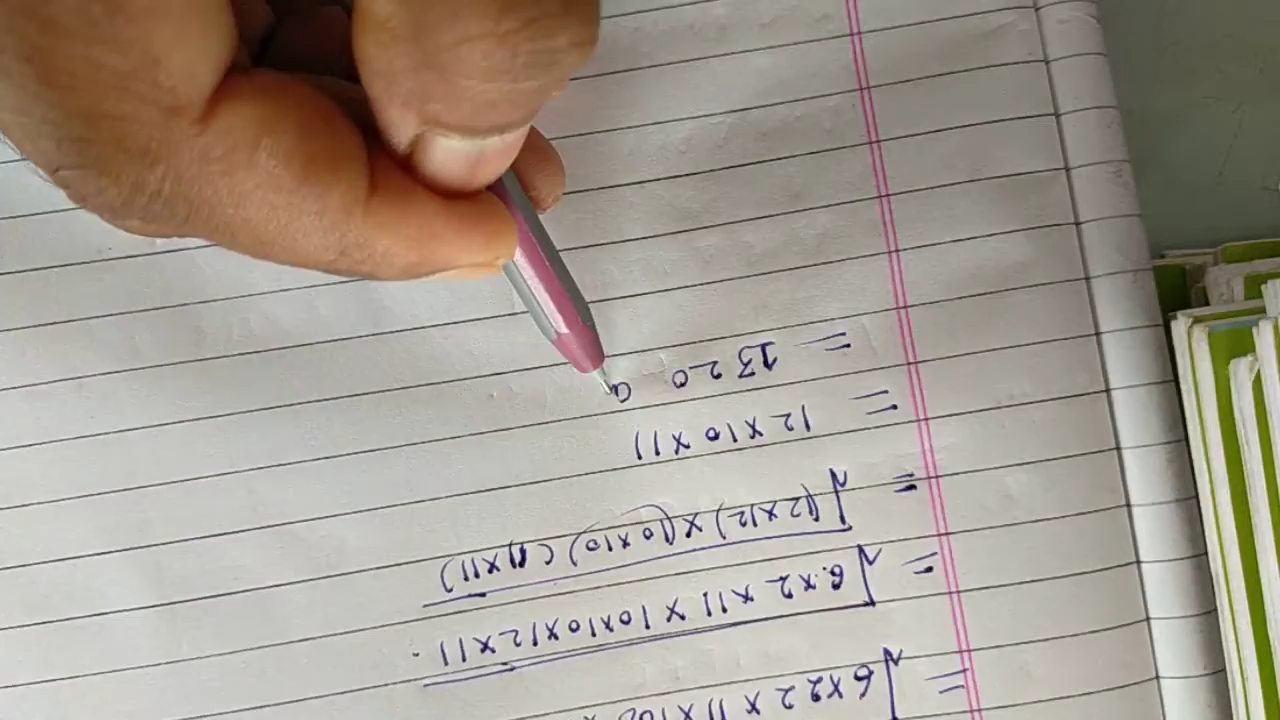 = √6×22×11×100
= √6×2×11×10×10×12×11
= √(12×12)×(10×10)(11×11)
= 12×10×11
= 1320 a